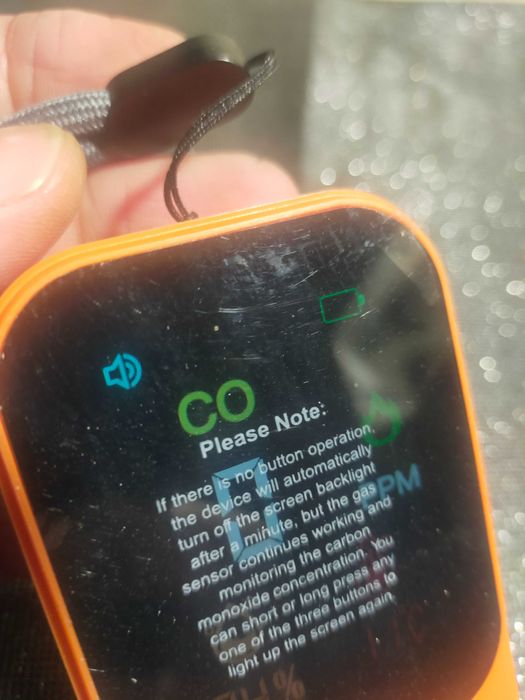 CO
Please Note:
If there is no button operation,
the device will automatically
turn off the screen backlight
after a minute, but the gas
sensor continues working and
monitoring the carbon
monoxide concentration. You
can short or long press any
one of the three buttons to
light up the screen again.
0
PPM
%